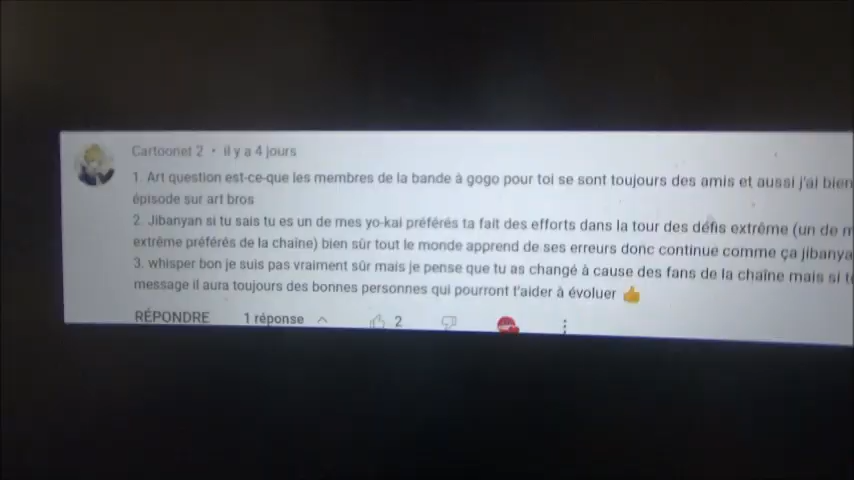 Cartoonet 2 • il y a 4 jours
1. Art question est-ce-que les membres de la bande à gogo pour toi se sont toujours des amis et aussi j'ai bien
épisode sur art bros
2. Jibanyan si tu sais tu es un de mes yo-kai préférés ta fait des efforts dans la tour des défis extrême (un de m
extrême préférés de la chaîne) bien sûr tout le monde apprend de ses erreurs donc continue comme ça jibanya
3. whisper bon je suis pas vraiment sûr mais je pense que tu as changé à cause des fans de la chaîne mais si t
message il aura toujours des bonnes personnes qui pourront t'aider à évoluer 👍
RÉPONDRE 1 réponse 2